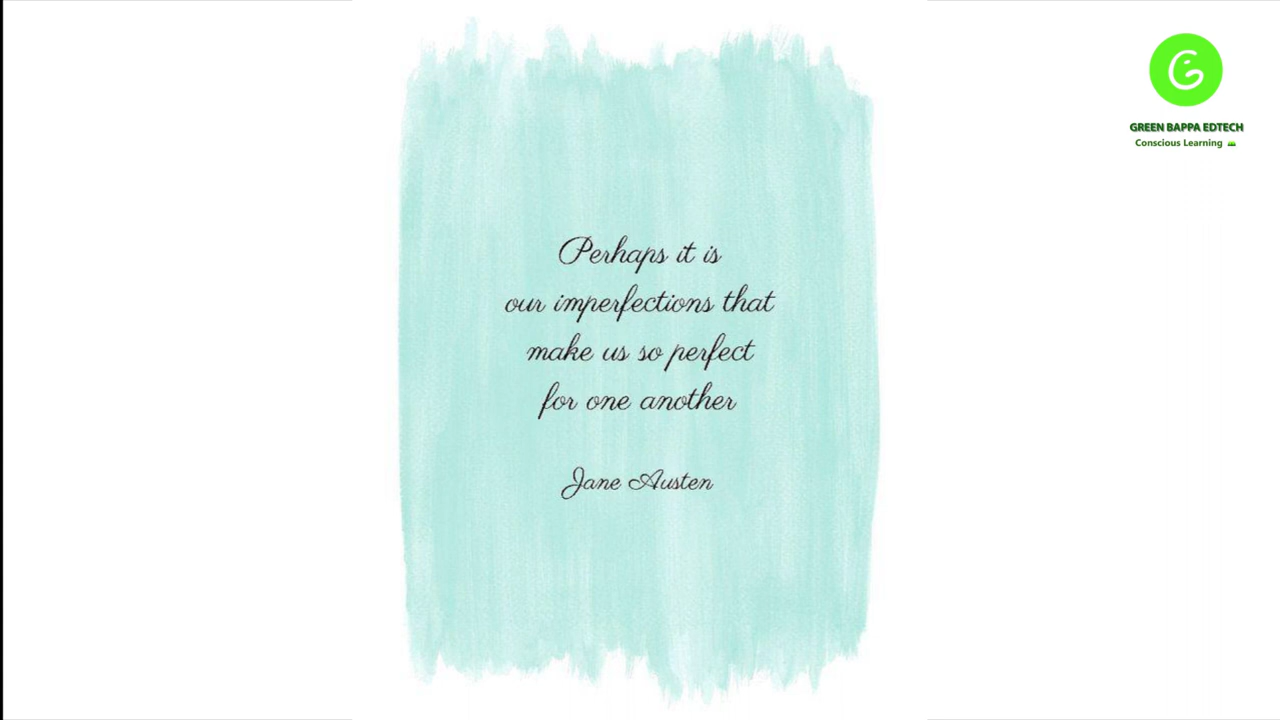 Perhaps it is
our imperfections that
make us so perfect
for one another
Jane Austen
GREEN BAPPA EDTECH
Conscious Learning